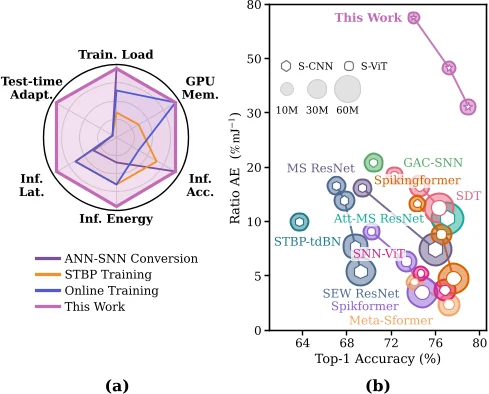 Train. Load
GPU
Mem.
Inf.
Acc.
Inf. Energy
Inf.
Lat.
Test-time
Adapt.
ANN-SNN Conversion
STBP Training
Online Training
This Work
(a)
80
50
30
20
10
5
0
Ratio AE (% mJ⁻¹)
This Work
S-CNN
S-ViT
10M
30M
60M
GAC-SNN
MS ResNet
Spikingformer
SDT
Att-MS ResNet
STBP-tdBN
SNN-ViT
SEW ResNet
Spikformer
Meta-Sformer
64
68
72
76
80
Top-1 Accuracy (%)
(b)